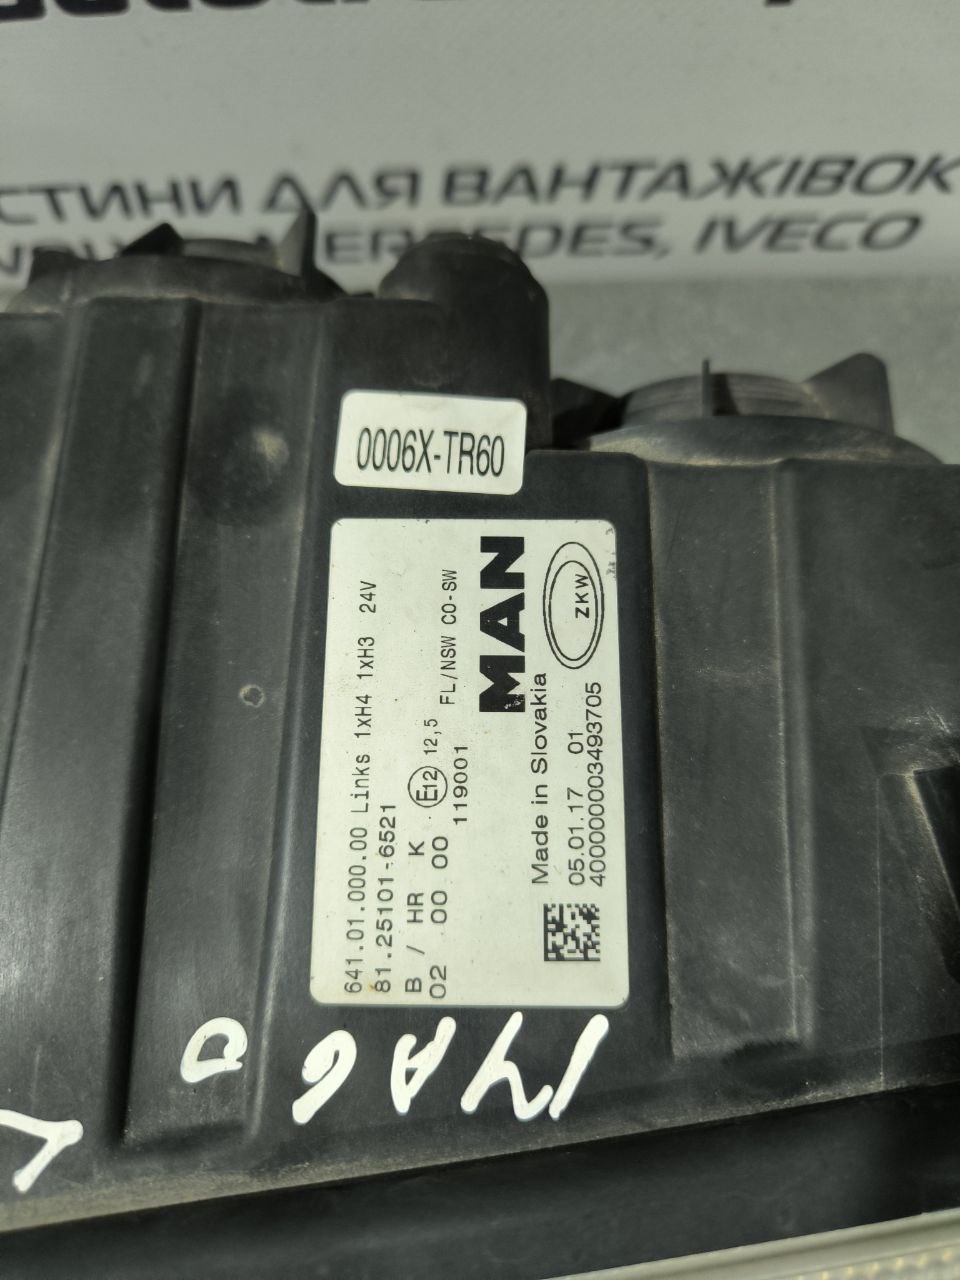 СТИНИ ДЛЯ ВАНТАЖІВОК
MERCEDES, IVECO
0006X-TR60
641.01.000.00 Links 1xH4 1xH3 24V
81.25101-6521
B / HR K E12 12,5 FL/NSW CO-SW
02 00 00 119001
MAN
Made in Slovakia
ZKW
05.01.17 01
4000000003493705